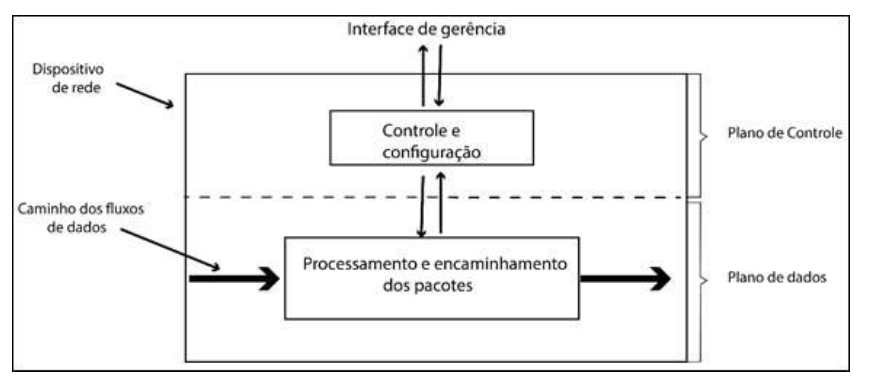 Interface de gerência
Dispositivo
de rede
Controle e
configuração
Plano de Controle
Caminho dos fluxos
de dados
Processamento e encaminhamento
dos pacotes
Plano de dados